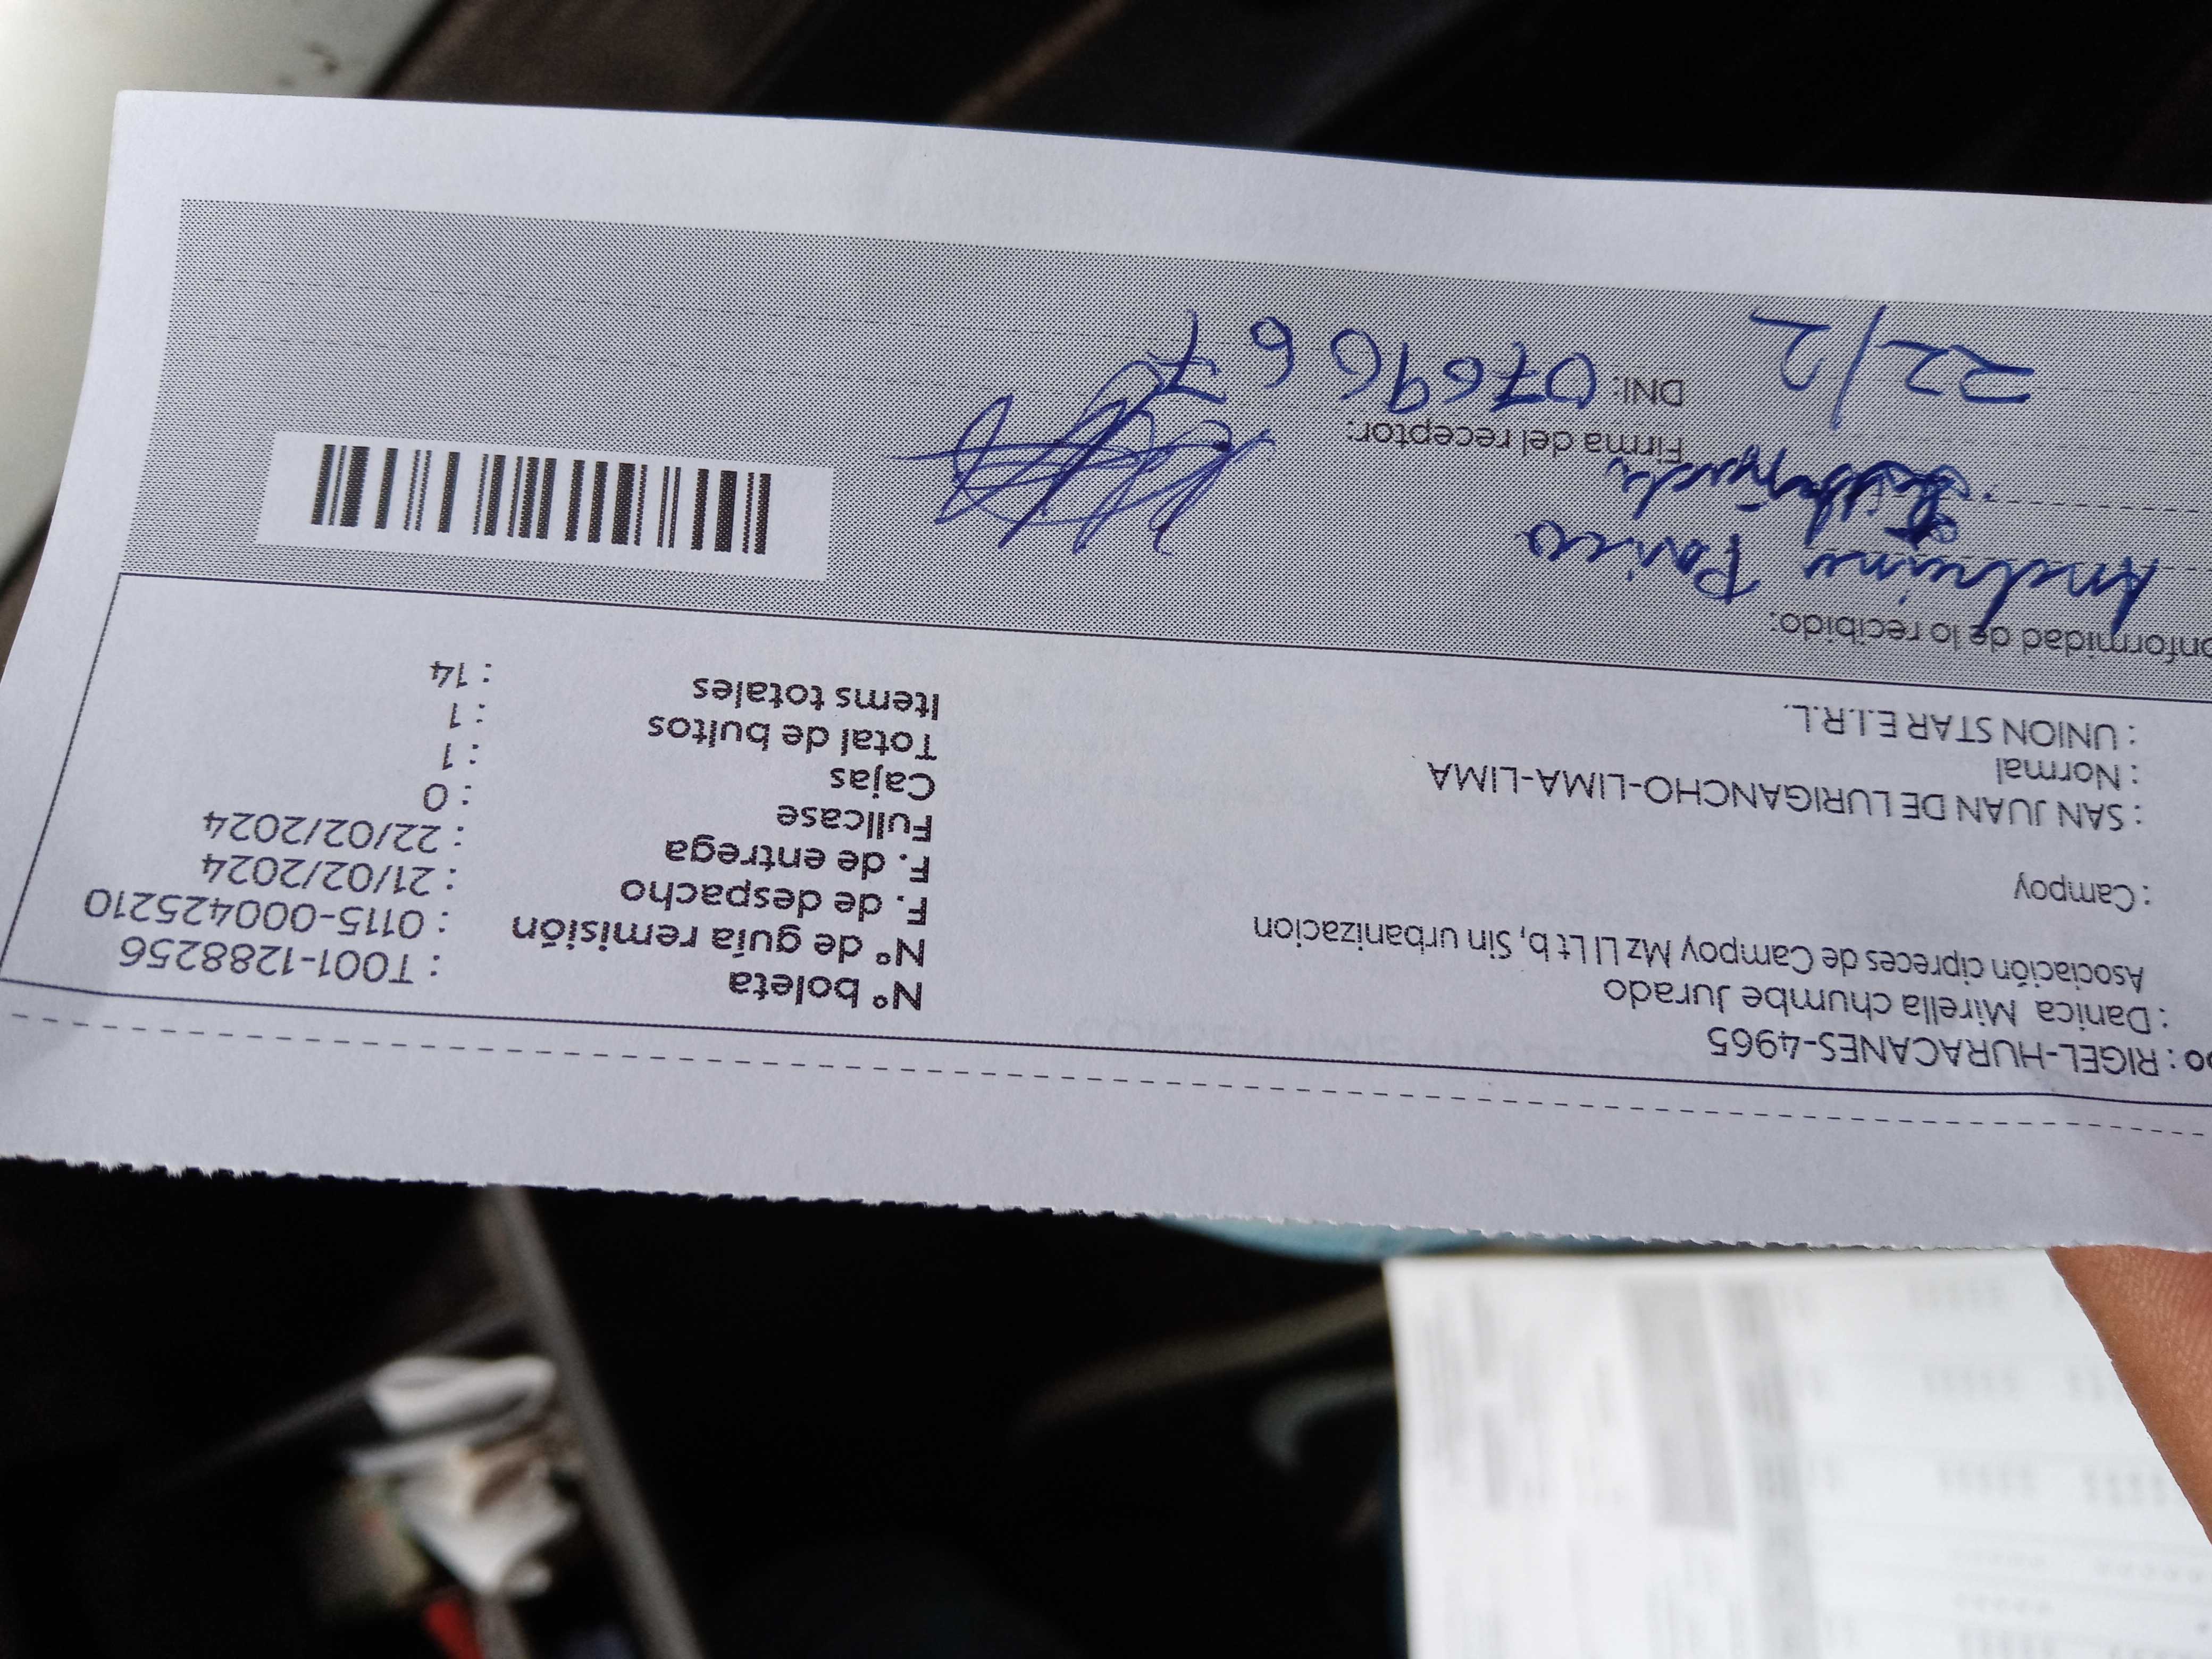 o : RIGEL-HURACANES-4965
: Danica Mirella chumbe Jurado
Asociación cipreces de Campoy Mz Ll Lt b, Sin urbanizacion
: Campoy
: SAN JUAN DE LURIGANCHO-LIMA-LIMA
: Normal
: UNION STAR E.I.R.L.
N° boleta : T001-1288256
N° de guía remisión : 0115-000425210
F. de despacho : 21/02/2024
F. de entrega : 22/02/2024
Fullcase : 0
Cajas : 1
Total de bultos : 1
Items totales : 14
onformidad de lo recibido:
Firma del receptor:
DNI: 07696667
22/2